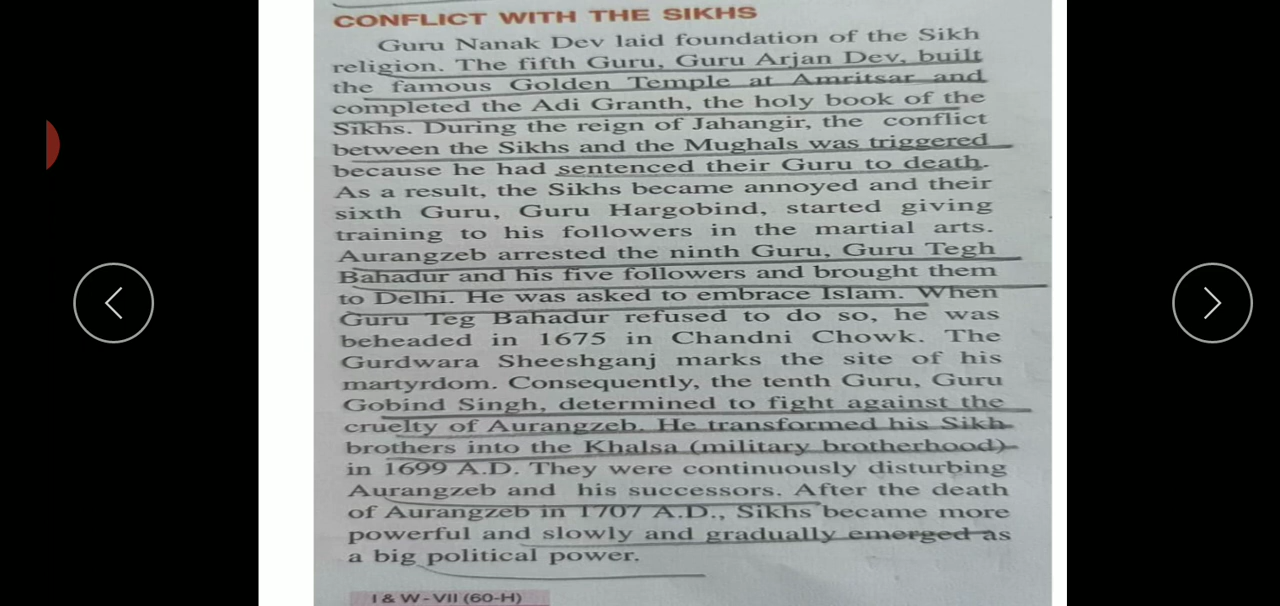 CONFLICT WITH THE SIKHS
Guru Nanak Dev laid foundation of the Sikh
religion. The fifth Guru, Guru Arjan Dev, built
the famous Golden Temple at Amritsar and
completed the Adi Granth, the holy book of the
Sikhs. During the reign of Jahangir, the conflict
between the Sikhs and the Mughals was triggered
because he had sentenced their Guru to death.
As a result, the Sikhs became annoyed and their
sixth Guru, Guru Hargobind, started giving
training to his followers in the martial arts.
Aurangzeb arrested the ninth Guru, Guru Tegh
Bahadur and his five followers and brought them
to Delhi. He was asked to embrace Islam. When
Guru Teg Bahadur refused to do so, he was
beheaded in 1675 in Chandni Chowk. The
Gurdwara Sheeshganj marks the site of his
martyrdom. Consequently, the tenth Guru, Guru
Gobind Singh, determined to fight against the
cruelty of Aurangzeb. He transformed his Sikh
brothers into the Khalsa (military brotherhood)
in 1699 A.D. They were continuously disturbing
Aurangzeb and his successors. After the death
of Aurangzeb in 1707 A.D., Sikhs became more
powerful and slowly and gradually emerged as
a big political power.
I & W - VII (60-H)